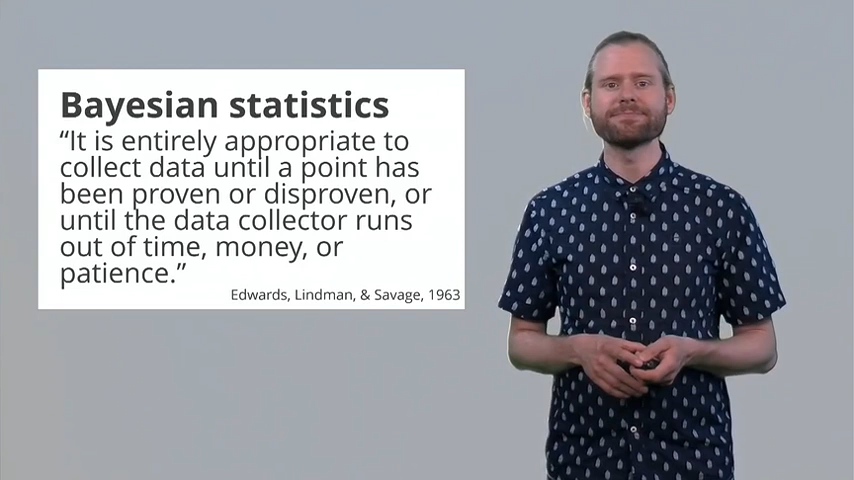 Bayesian statistics
“It is entirely appropriate to
collect data until a point has
been proven or disproven, or
until the data collector runs
out of time, money, or
patience.”
Edwards, Lindman, & Savage, 1963